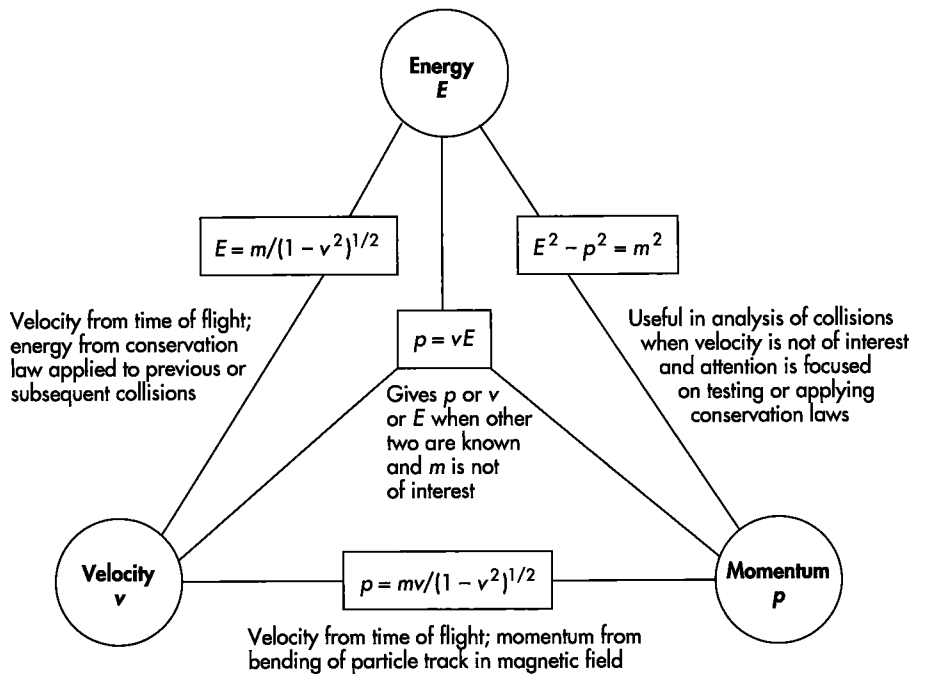 Energy
E
E = m/(1 – v²)^1/2
E² – p² = m²
Velocity from time of flight;
energy from conservation
law applied to previous or
subsequent collisions
p = vE
Useful in analysis of collisions
when velocity is not of interest
and attention is focused
on testing or applying
conservation laws
Gives p or v
or E when other
two are known
and m is not
of interest
Velocity
v
p = mv/(1 – v²)^1/2
Momentum
p
Velocity from time of flight; momentum from
bending of particle track in magnetic field